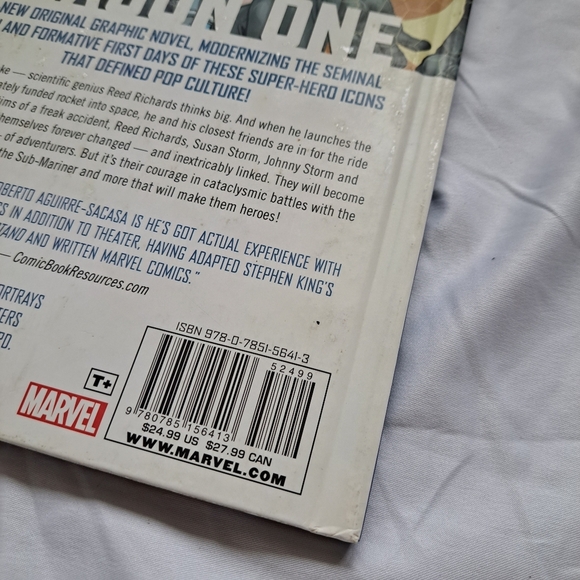 ON ONE
NEW ORIGINAL GRAPHIC NOVEL, MODERNIZING THE SEMINAL
AND FORMATIVE FIRST DAYS OF THESE SUPER-HERO ICONS
THAT DEFINED POP CULTURE!
— scientific genius Reed Richards thinks big. And when he launches the
funded rocket into space, he and his closest friends are in for the ride
of a freak accident, Reed Richards, Susan Storm, Johnny Storm and
themselves forever changed — and inextricably linked. They will become
— of adventurers. But it's their courage in cataclysmic battles with the
the Sub-Mariner and more that will make them heroes!
ROBERTO AGUIRRE-SACASA IS HE'S GOT ACTUAL EXPERIENCE WITH
IN ADDITION TO THEATER, HAVING ADAPTED STEPHEN KING'S
STAND AND WRITTEN MARVEL COMICS."
— ComicBookResources.com
PORTRAYS
ISBN 978-0-7851-5641-3
52499
9 780785 156413
$24.99 US $27.99 CAN
WWW.MARVEL.COM
T+
MARVEL